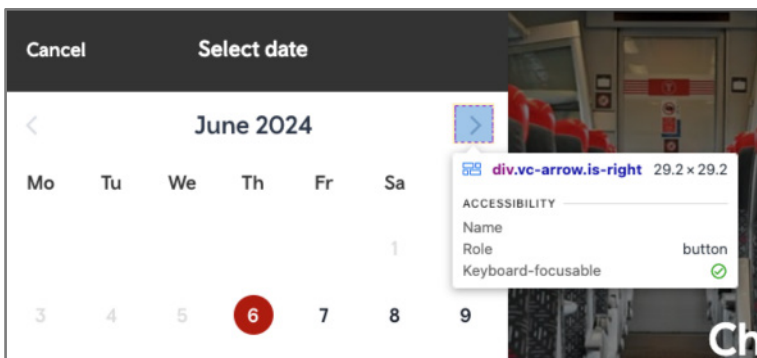 Cancel Select date
June 2024
Mo Tu We Th Fr Sa
div.vc-arrow.is-right 29.2 × 29.2
ACCESSIBILITY
Name
Role button
Keyboard-focusable
1
3 4 5 6 7 8 9
Ch